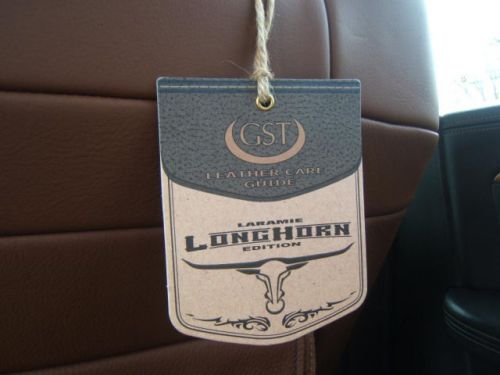 GST
LEATHER CARE
GUIDE
LARAMIE
LONGHORN
EDITION